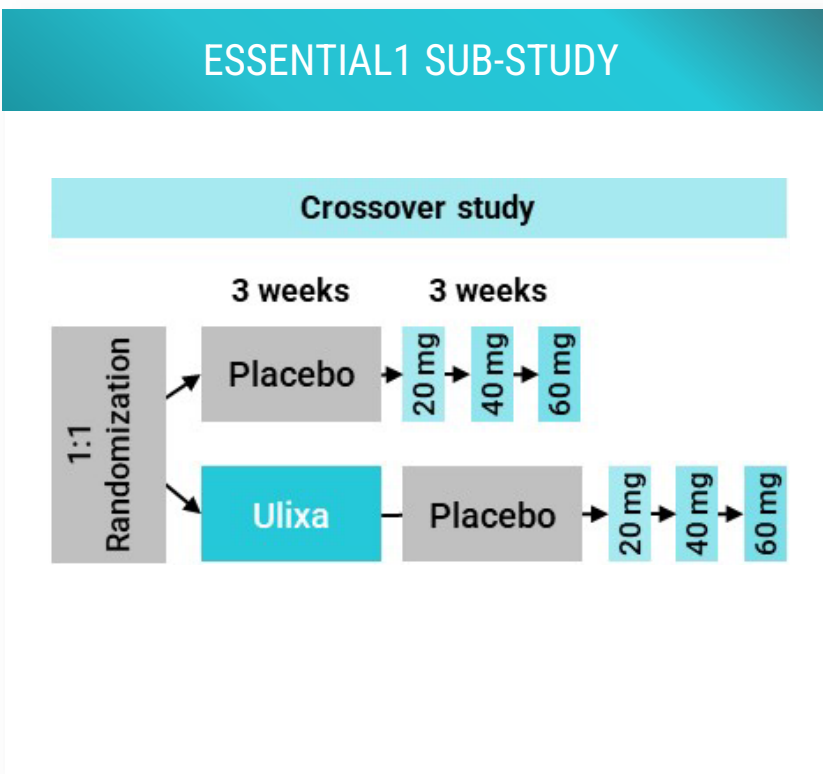 ESSENTIAL1 SUB-STUDY
Crossover study
3 weeks
3 weeks
1:1
Randomization
Placebo
20 mg
40 mg
60 mg
Ulixa
Placebo
20 mg
40 mg
60 mg